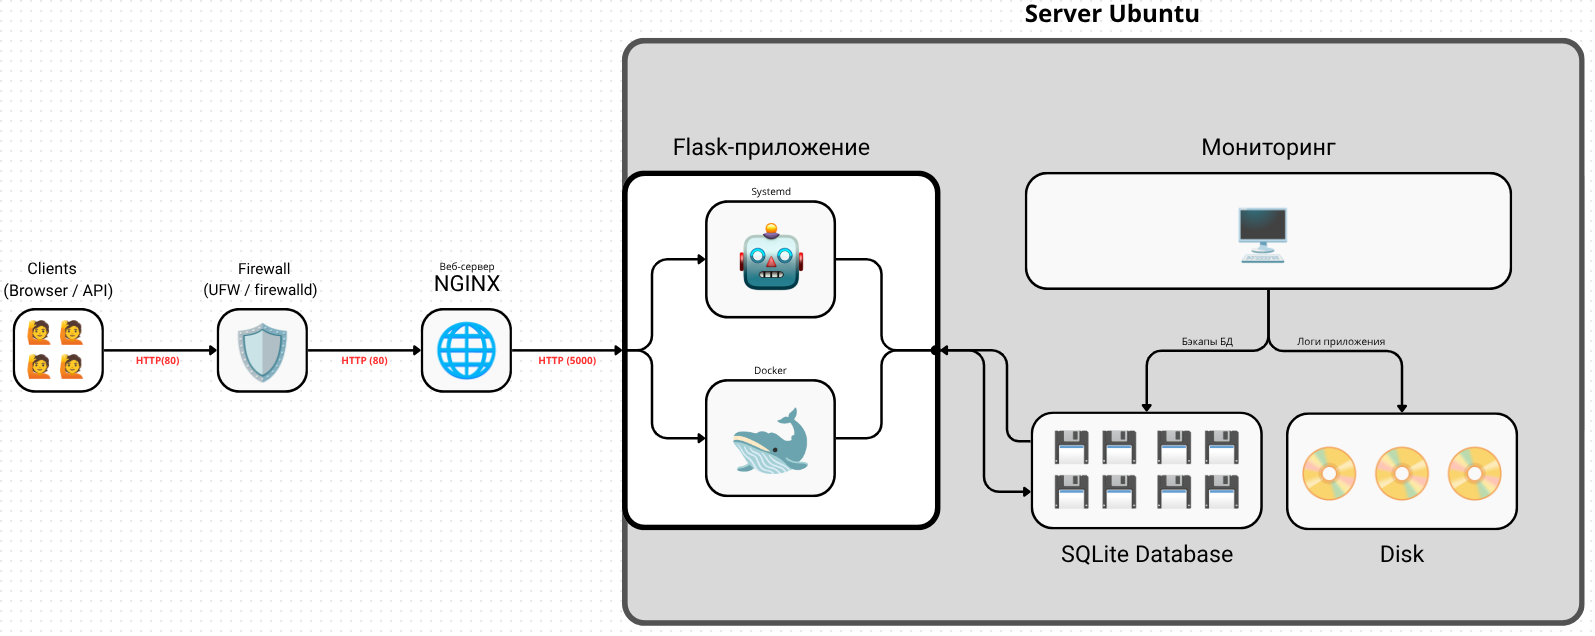 Server Ubuntu
Flask-приложение
Мониторинг
Systemd
Clients
(Browser / API)
Firewall
(UFW / firewalld)
Веб-сервер
NGINX
HTTP(80)
HTTP (80)
HTTP (5000)
Docker
Бэкапы БД
Логи приложения
SQLite Database
Disk